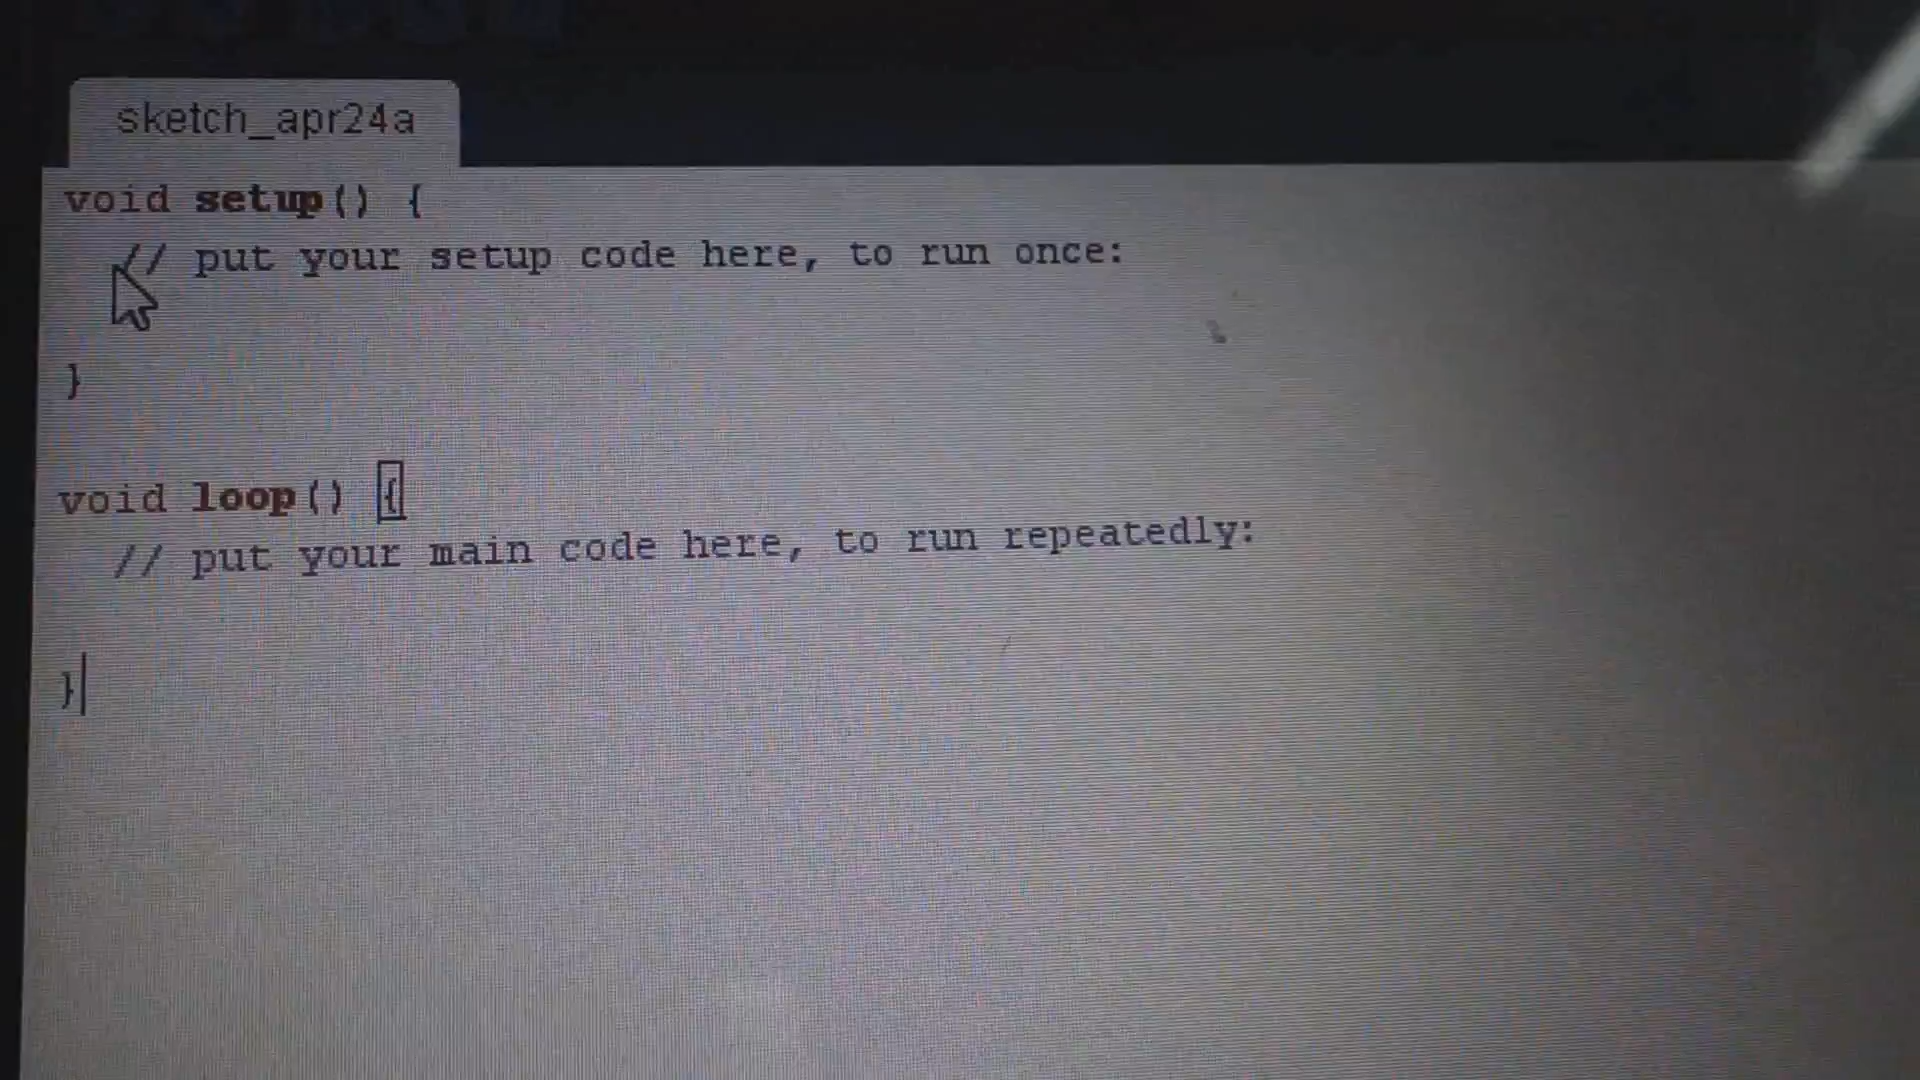 sketch_apr24a
void setup() {
// put your setup code here, to run once:
}
void loop() {
// put your main code here, to run repeatedly:
}